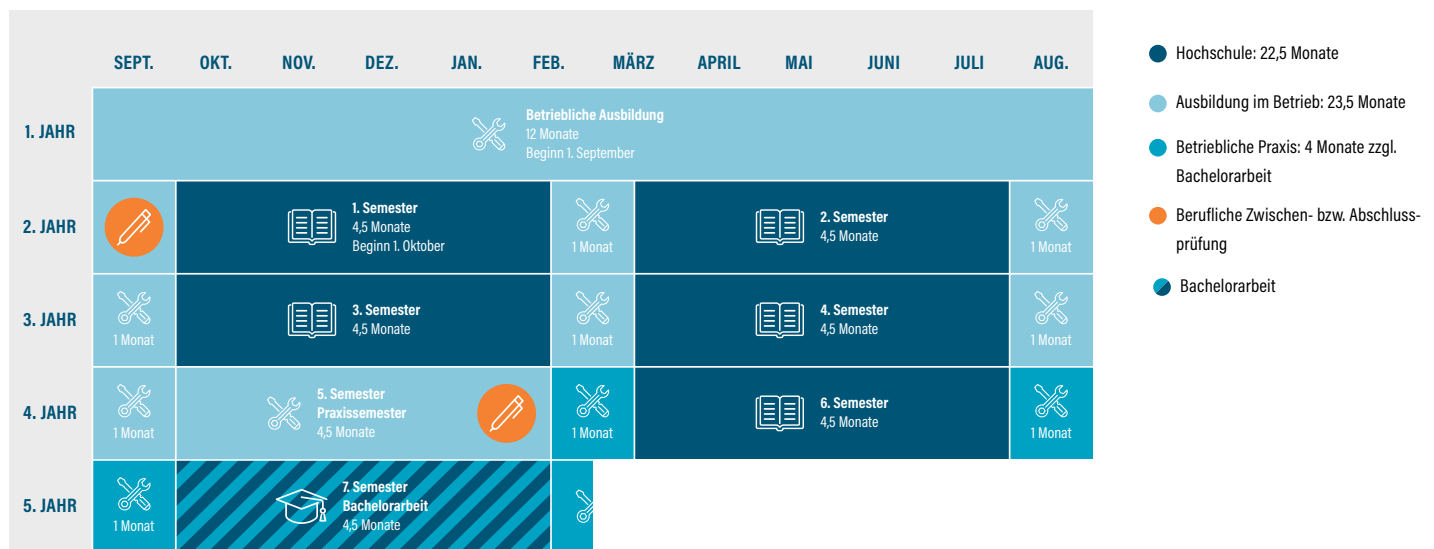 SEPT. OKT. NOV. DEZ. JAN. FEB. MÄRZ APRIL MAI JUNI JULI AUG.
1. JAHR
Betriebliche Ausbildung
12 Monate
Beginn 1. September
2. JAHR
1. Semester
4,5 Monate
Beginn 1. Oktober
1 Monat
2. Semester
4,5 Monate
1 Monat
3. JAHR
1 Monat
3. Semester
4,5 Monate
1 Monat
4. Semester
4,5 Monate
1 Monat
4. JAHR
1 Monat
5. Semester
Praxissemester
4,5 Monate
1 Monat
6. Semester
4,5 Monate
1 Monat
5. JAHR
1 Monat
7. Semester
Bachelorarbeit
4,5 Monate
Hochschule: 22,5 Monate
Ausbildung im Betrieb: 23,5 Monate
Betriebliche Praxis: 4 Monate zzgl.
Bachelorarbeit
Berufliche Zwischen- bzw. Abschluss-
prüfung
Bachelorarbeit